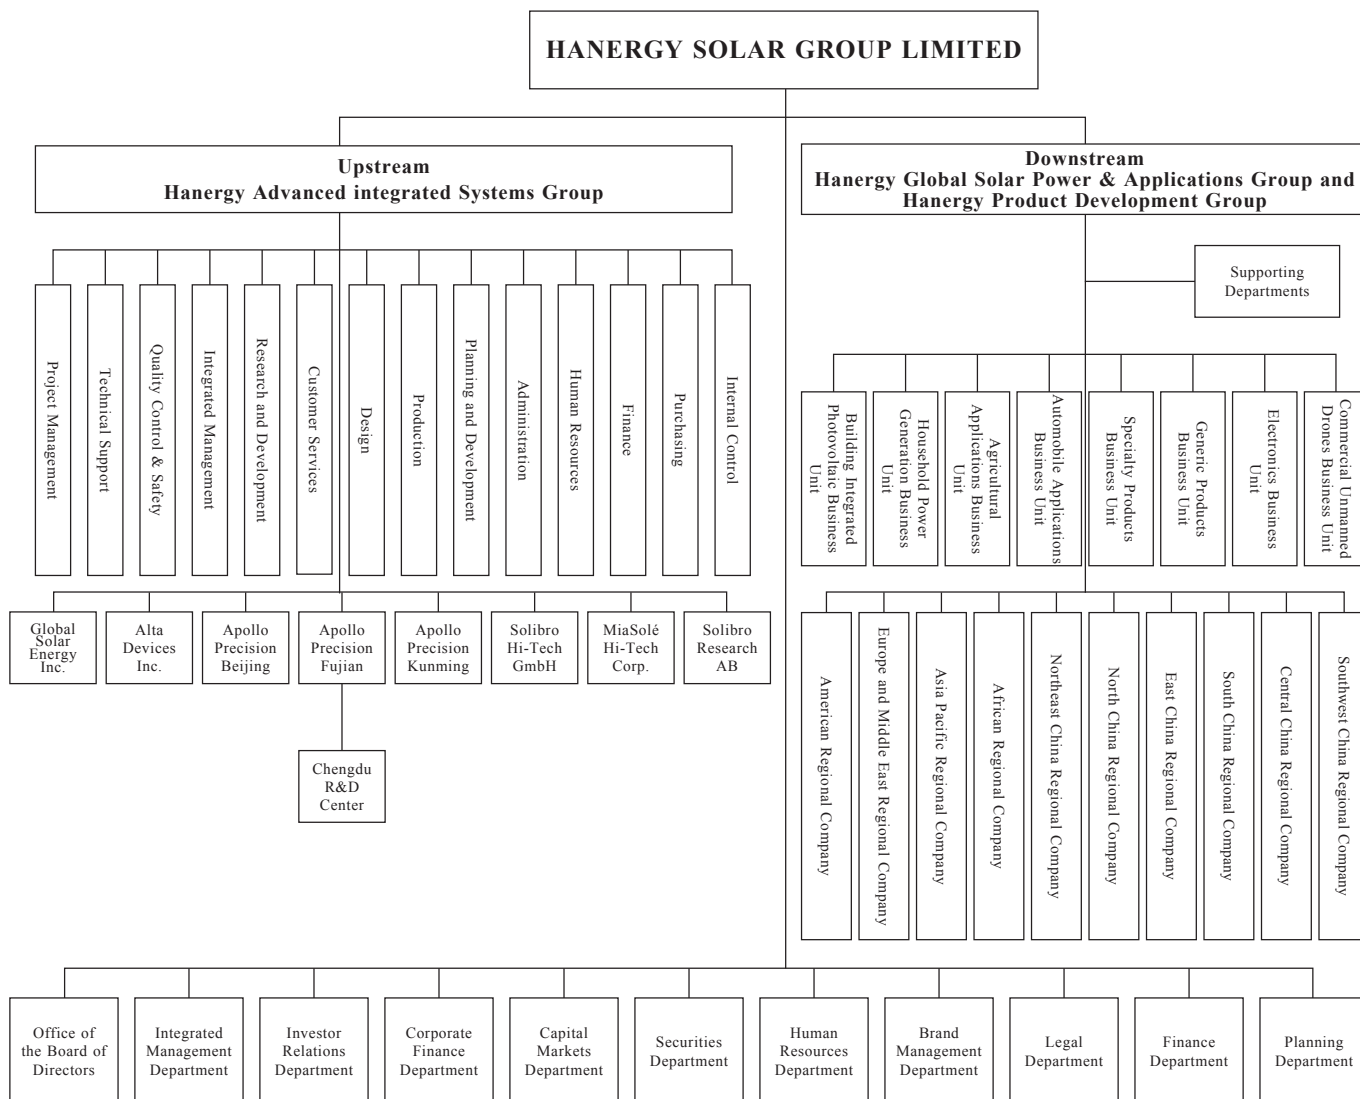 HANERGY SOLAR GROUP LIMITED
Upstream
Hanergy Advanced integrated Systems Group
Downstream
Hanergy Global Solar Power & Applications Group and
Hanergy Product Development Group
Supporting
Departments
Project Management
Technical Support
Quality Control & Safety
Integrated Management
Research and Development
Customer Services
Design
Production
Planning and Development
Administration
Human Resources
Finance
Purchasing
Internal Control
Building Integrated
Photovoltaic Business
Unit
Household Power
Generation Business
Unit
Agricultural
Applications Business
Unit
Automobile Applications
Business Unit
Specialty Products
Business Unit
Generic Products
Business Unit
Electronics Business
Unit
Commercial Unmanned
Drones Business Unit
Global
Solar
Energy
Inc.
Alta
Devices
Inc.
Apollo
Precision
Beijing
Apollo
Precision
Fujian
Apollo
Precision
Kunming
Solibro
Hi-Tech
GmbH
MiaSolé
Hi-Tech
Corp.
Solibro
Research
AB
Chengdu
R&D
Center
American Regional Company
Europe and Middle East Regional Company
Asia Pacific Regional Company
African Regional Company
Northeast China Regional Company
North China Regional Company
East China Regional Company
South China Regional Company
Central China Regional Company
Southwest China Regional Company
Office of
the Board of
Directors
Integrated
Management
Department
Investor
Relations
Department
Corporate
Finance
Department
Capital
Markets
Department
Securities
Department
Human
Resources
Department
Brand
Management
Department
Legal
Department
Finance
Department
Planning
Department